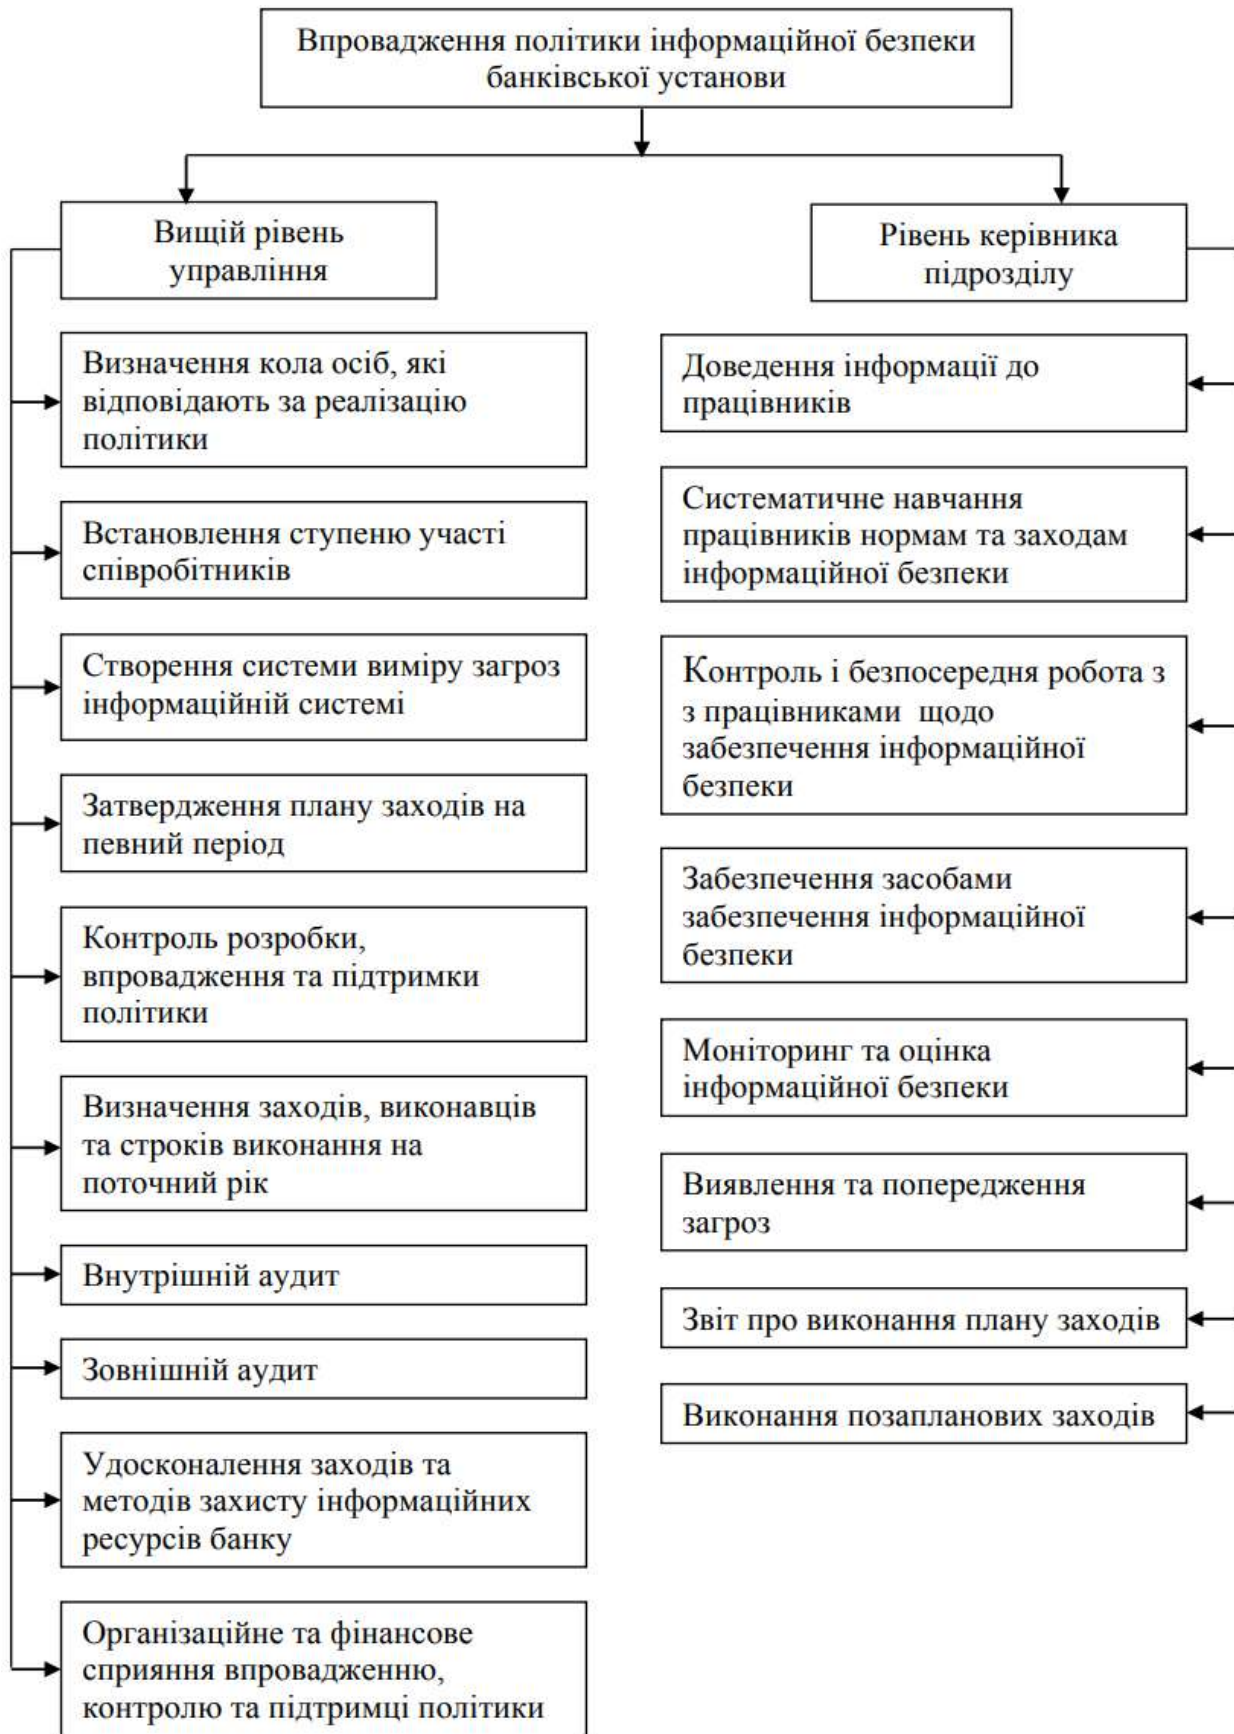 Впровадження політики інформаційної безпеки
банківської установи
Вищій рівень
управління
Рівень керівника
підрозділу
Визначення кола осіб, які
відповідають за реалізацію
політики
Встановлення ступеню участі
співробітників
Створення системи виміру загроз
інформаційній системі
Затвердження плану заходів на
певний період
Контроль розробки,
впровадження та підтримки
політики
Визначення заходів, виконавців
та строків виконання на
поточний рік
Внутрішній аудит
Зовнішній аудит
Удосконалення заходів та
методів захисту інформаційних
ресурсів банку
Організаційне та фінансове
сприяння впровадженню,
контролю та підтримці політики
Доведення інформації до
працівників
Систематичне навчання
працівників нормам та заходам
інформаційної безпеки
Контроль і безпосередня робота з
з працівниками щодо
забезпечення інформаційної
безпеки
Забезпечення засобами
забезпечення інформаційної
безпеки
Моніторинг та оцінка
інформаційної безпеки
Виявлення та попередження
загроз
Звіт про виконання плану заходів
Виконання позапланових заходів